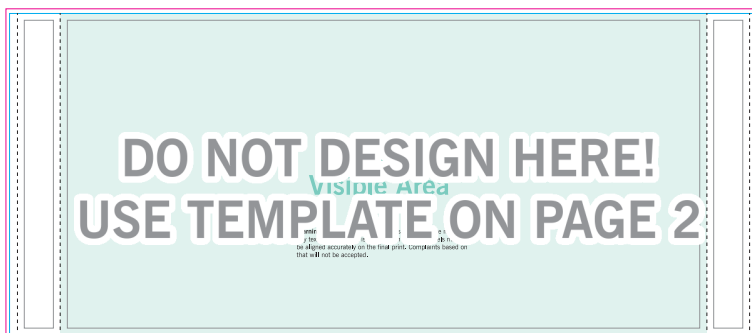 DO NOT DESIGN HERE!
Visible Area
USE TEMPLATE ON PAGE 2
be aligned accurately on the final print. Complaints based on
that will not be accepted.